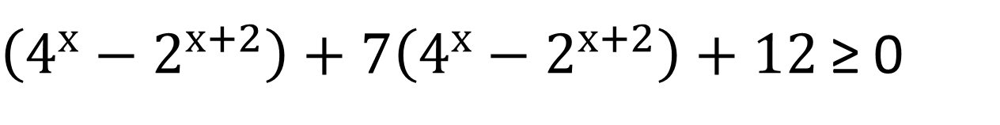 (4ˣ − 2ˣ⁺²) + 7(4ˣ − 2ˣ⁺²) + 12 ≥ 0